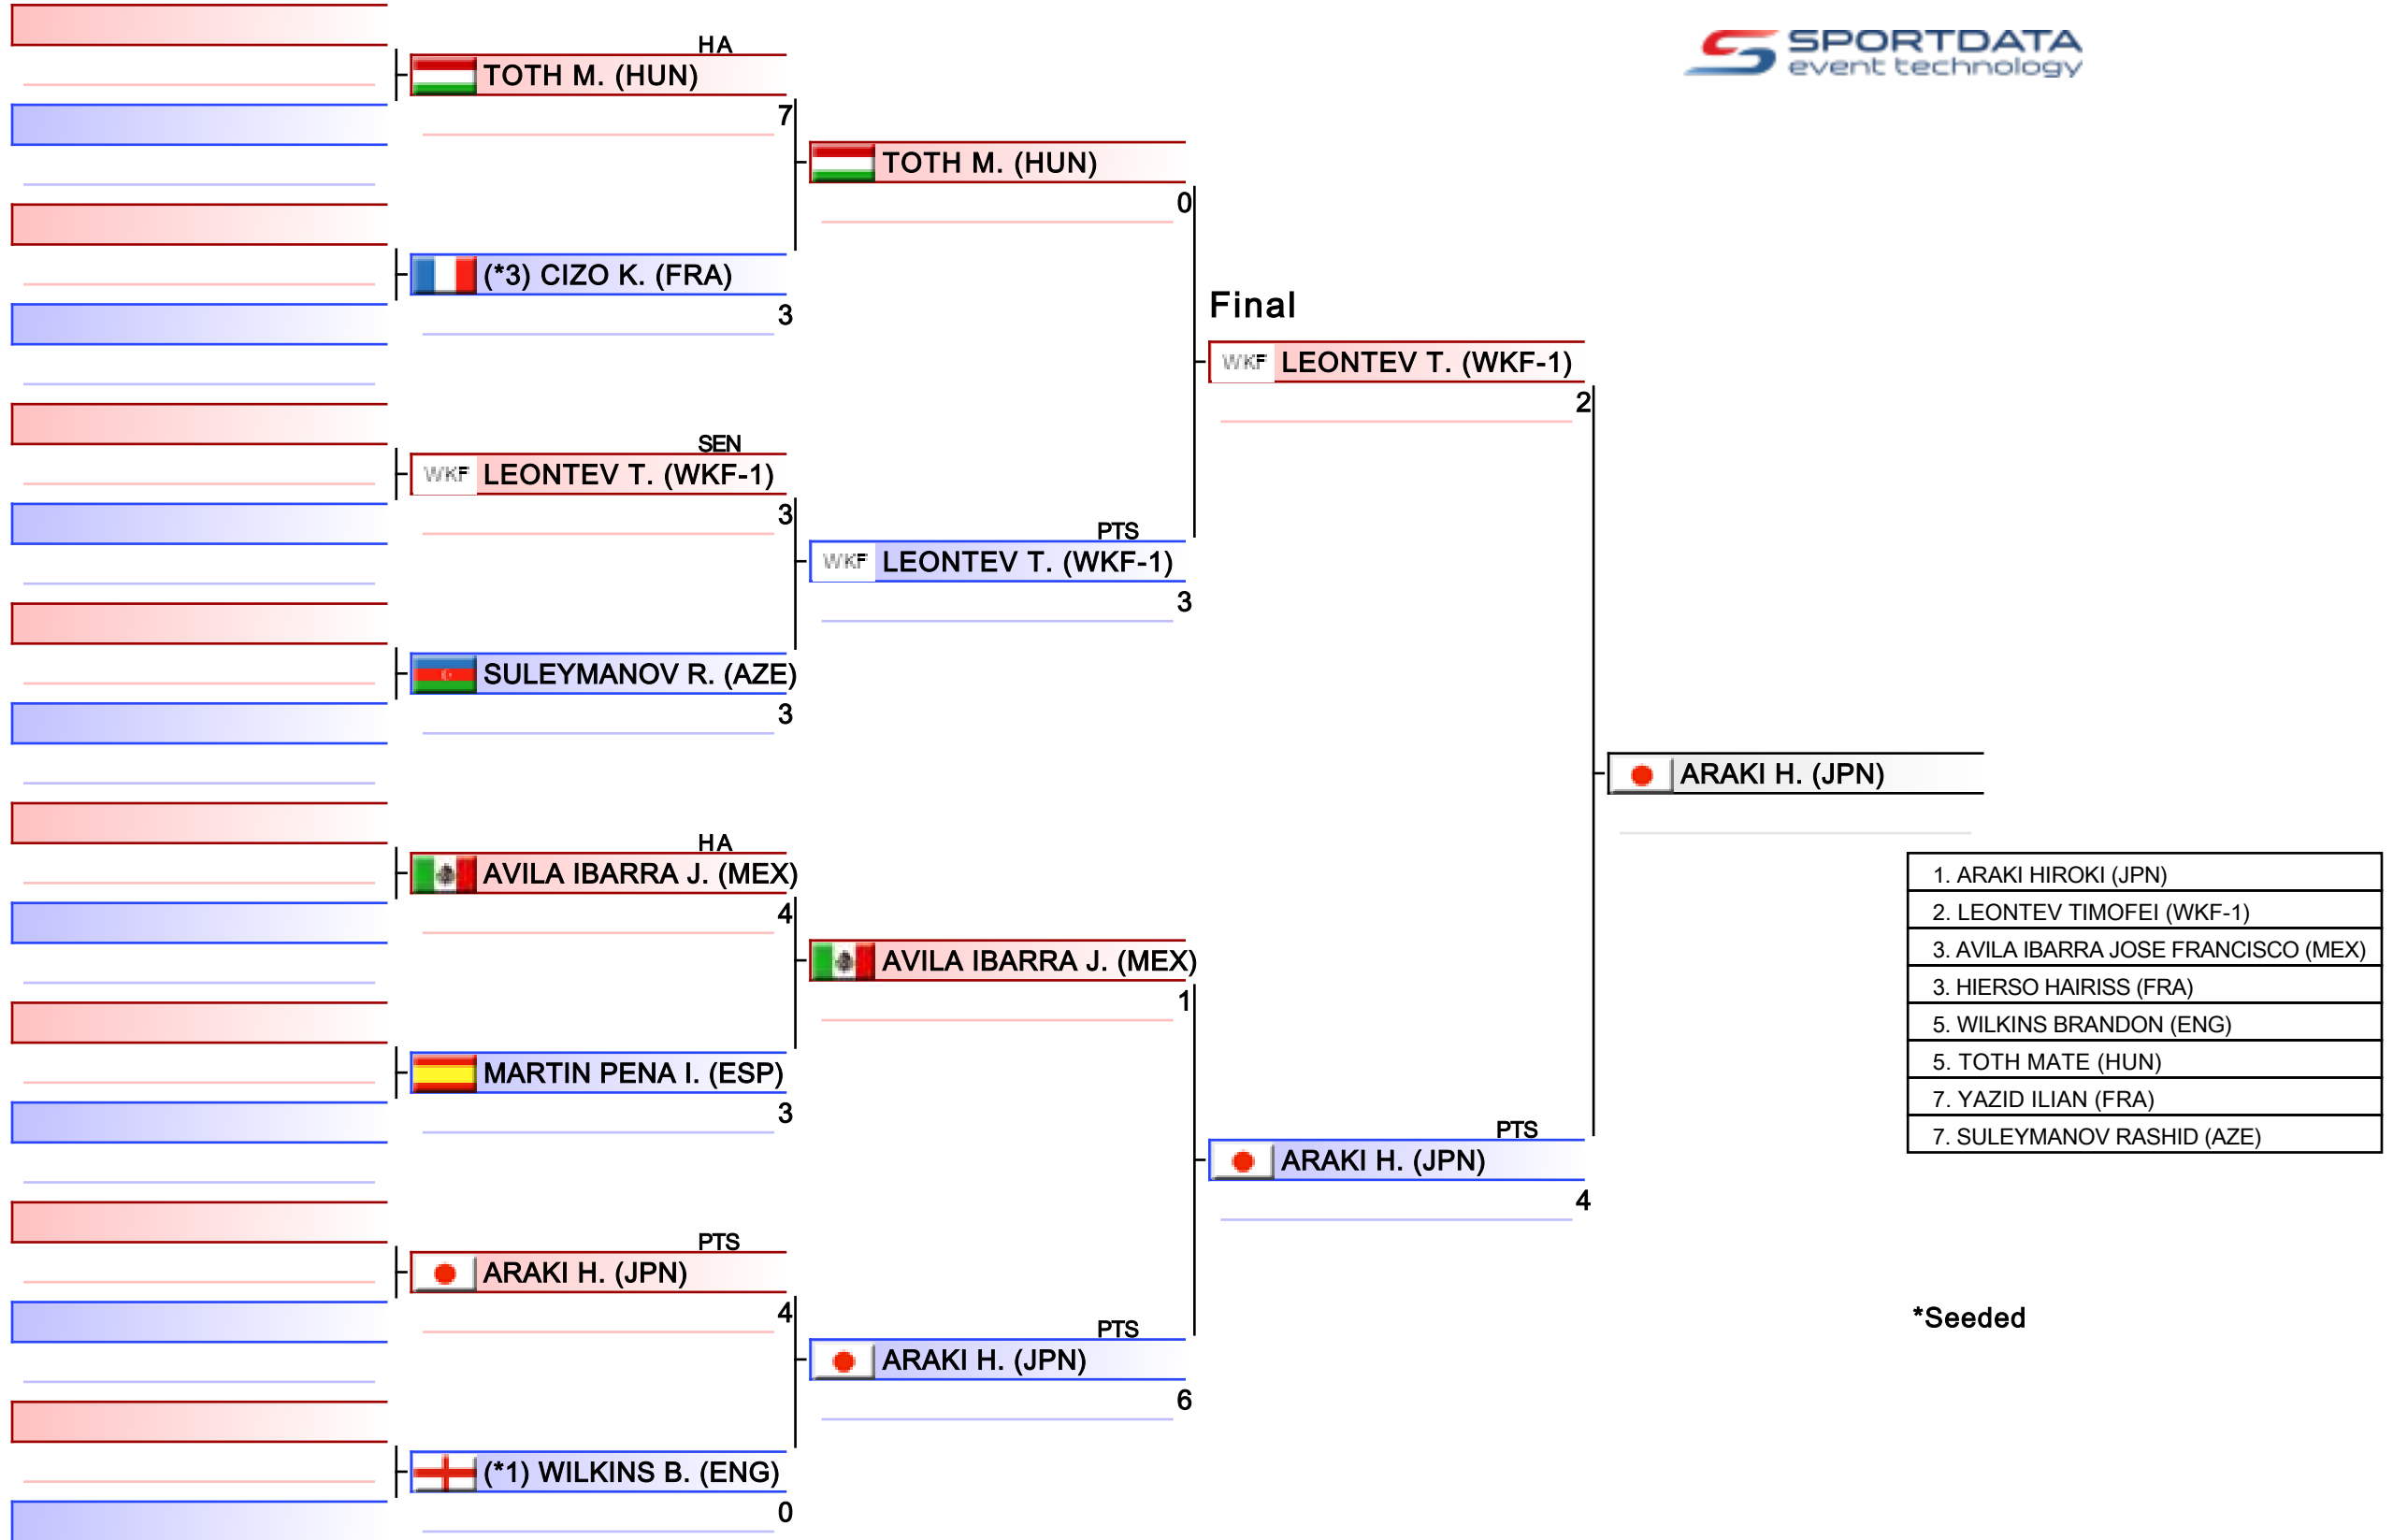 SPORTDATA
event technology
HA
TOTH M. (HUN)
7
TOTH M. (HUN)
0
(*3) CIZO K. (FRA)
3
Final
WKF LEONTEV T. (WKF-1)
2
SEN
WKF LEONTEV T. (WKF-1)
3
PTS
WKF LEONTEV T. (WKF-1)
3
SULEYMANOV R. (AZE)
3
ARAKI H. (JPN)
HA
AVILA IBARRA J. (MEX)
4
AVILA IBARRA J. (MEX)
1
MARTIN PENA I. (ESP)
3
PTS
ARAKI H. (JPN)
4
PTS
ARAKI H. (JPN)
4
PTS
ARAKI H. (JPN)
6
(*1) WILKINS B. (ENG)
0
1. ARAKI HIROKI (JPN)
2. LEONTEV TIMOFEI (WKF-1)
3. AVILA IBARRA JOSE FRANCISCO (MEX)
3. HIERSO HAIRISS (FRA)
5. WILKINS BRANDON (ENG)
5. TOTH MATE (HUN)
7. YAZID ILIAN (FRA)
7. SULEYMANOV RASHID (AZE)
*Seeded